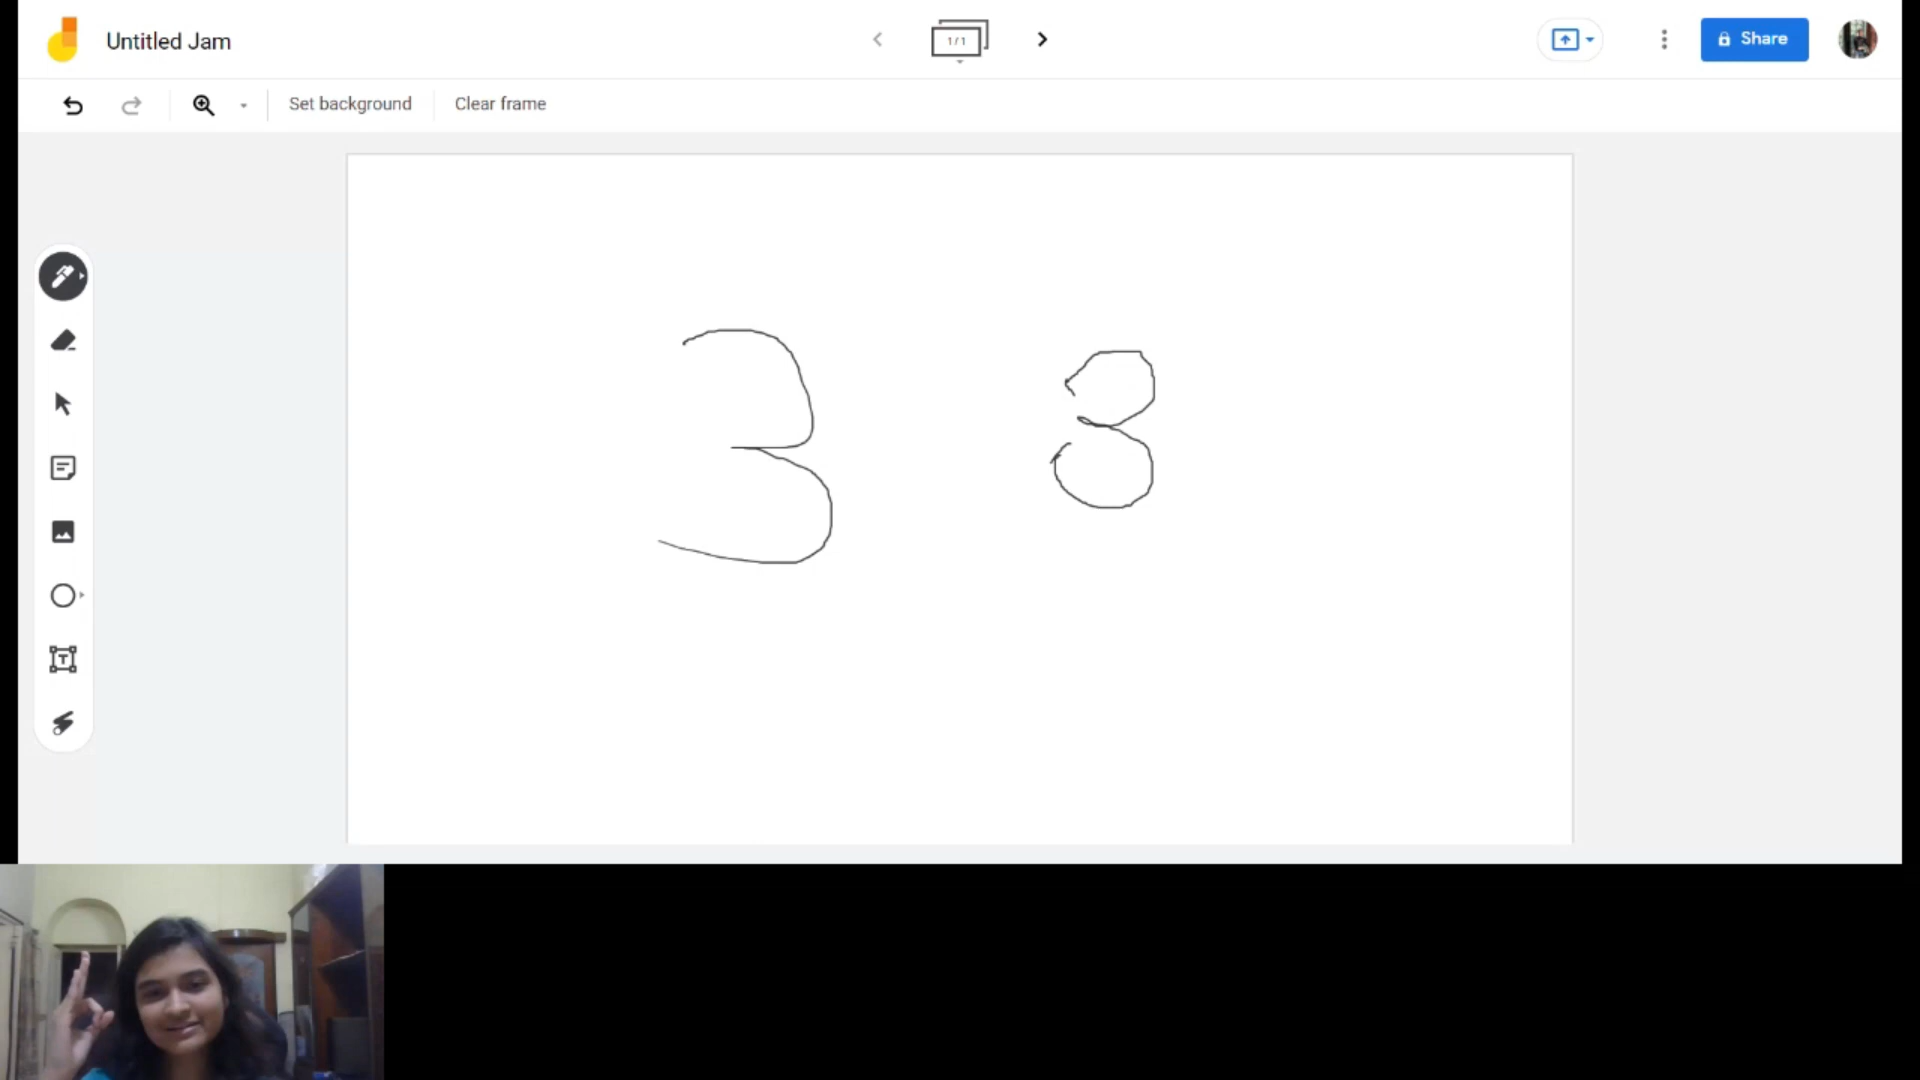 Untitled Jam
1/1
Share
Set background
Clear frame
3 8